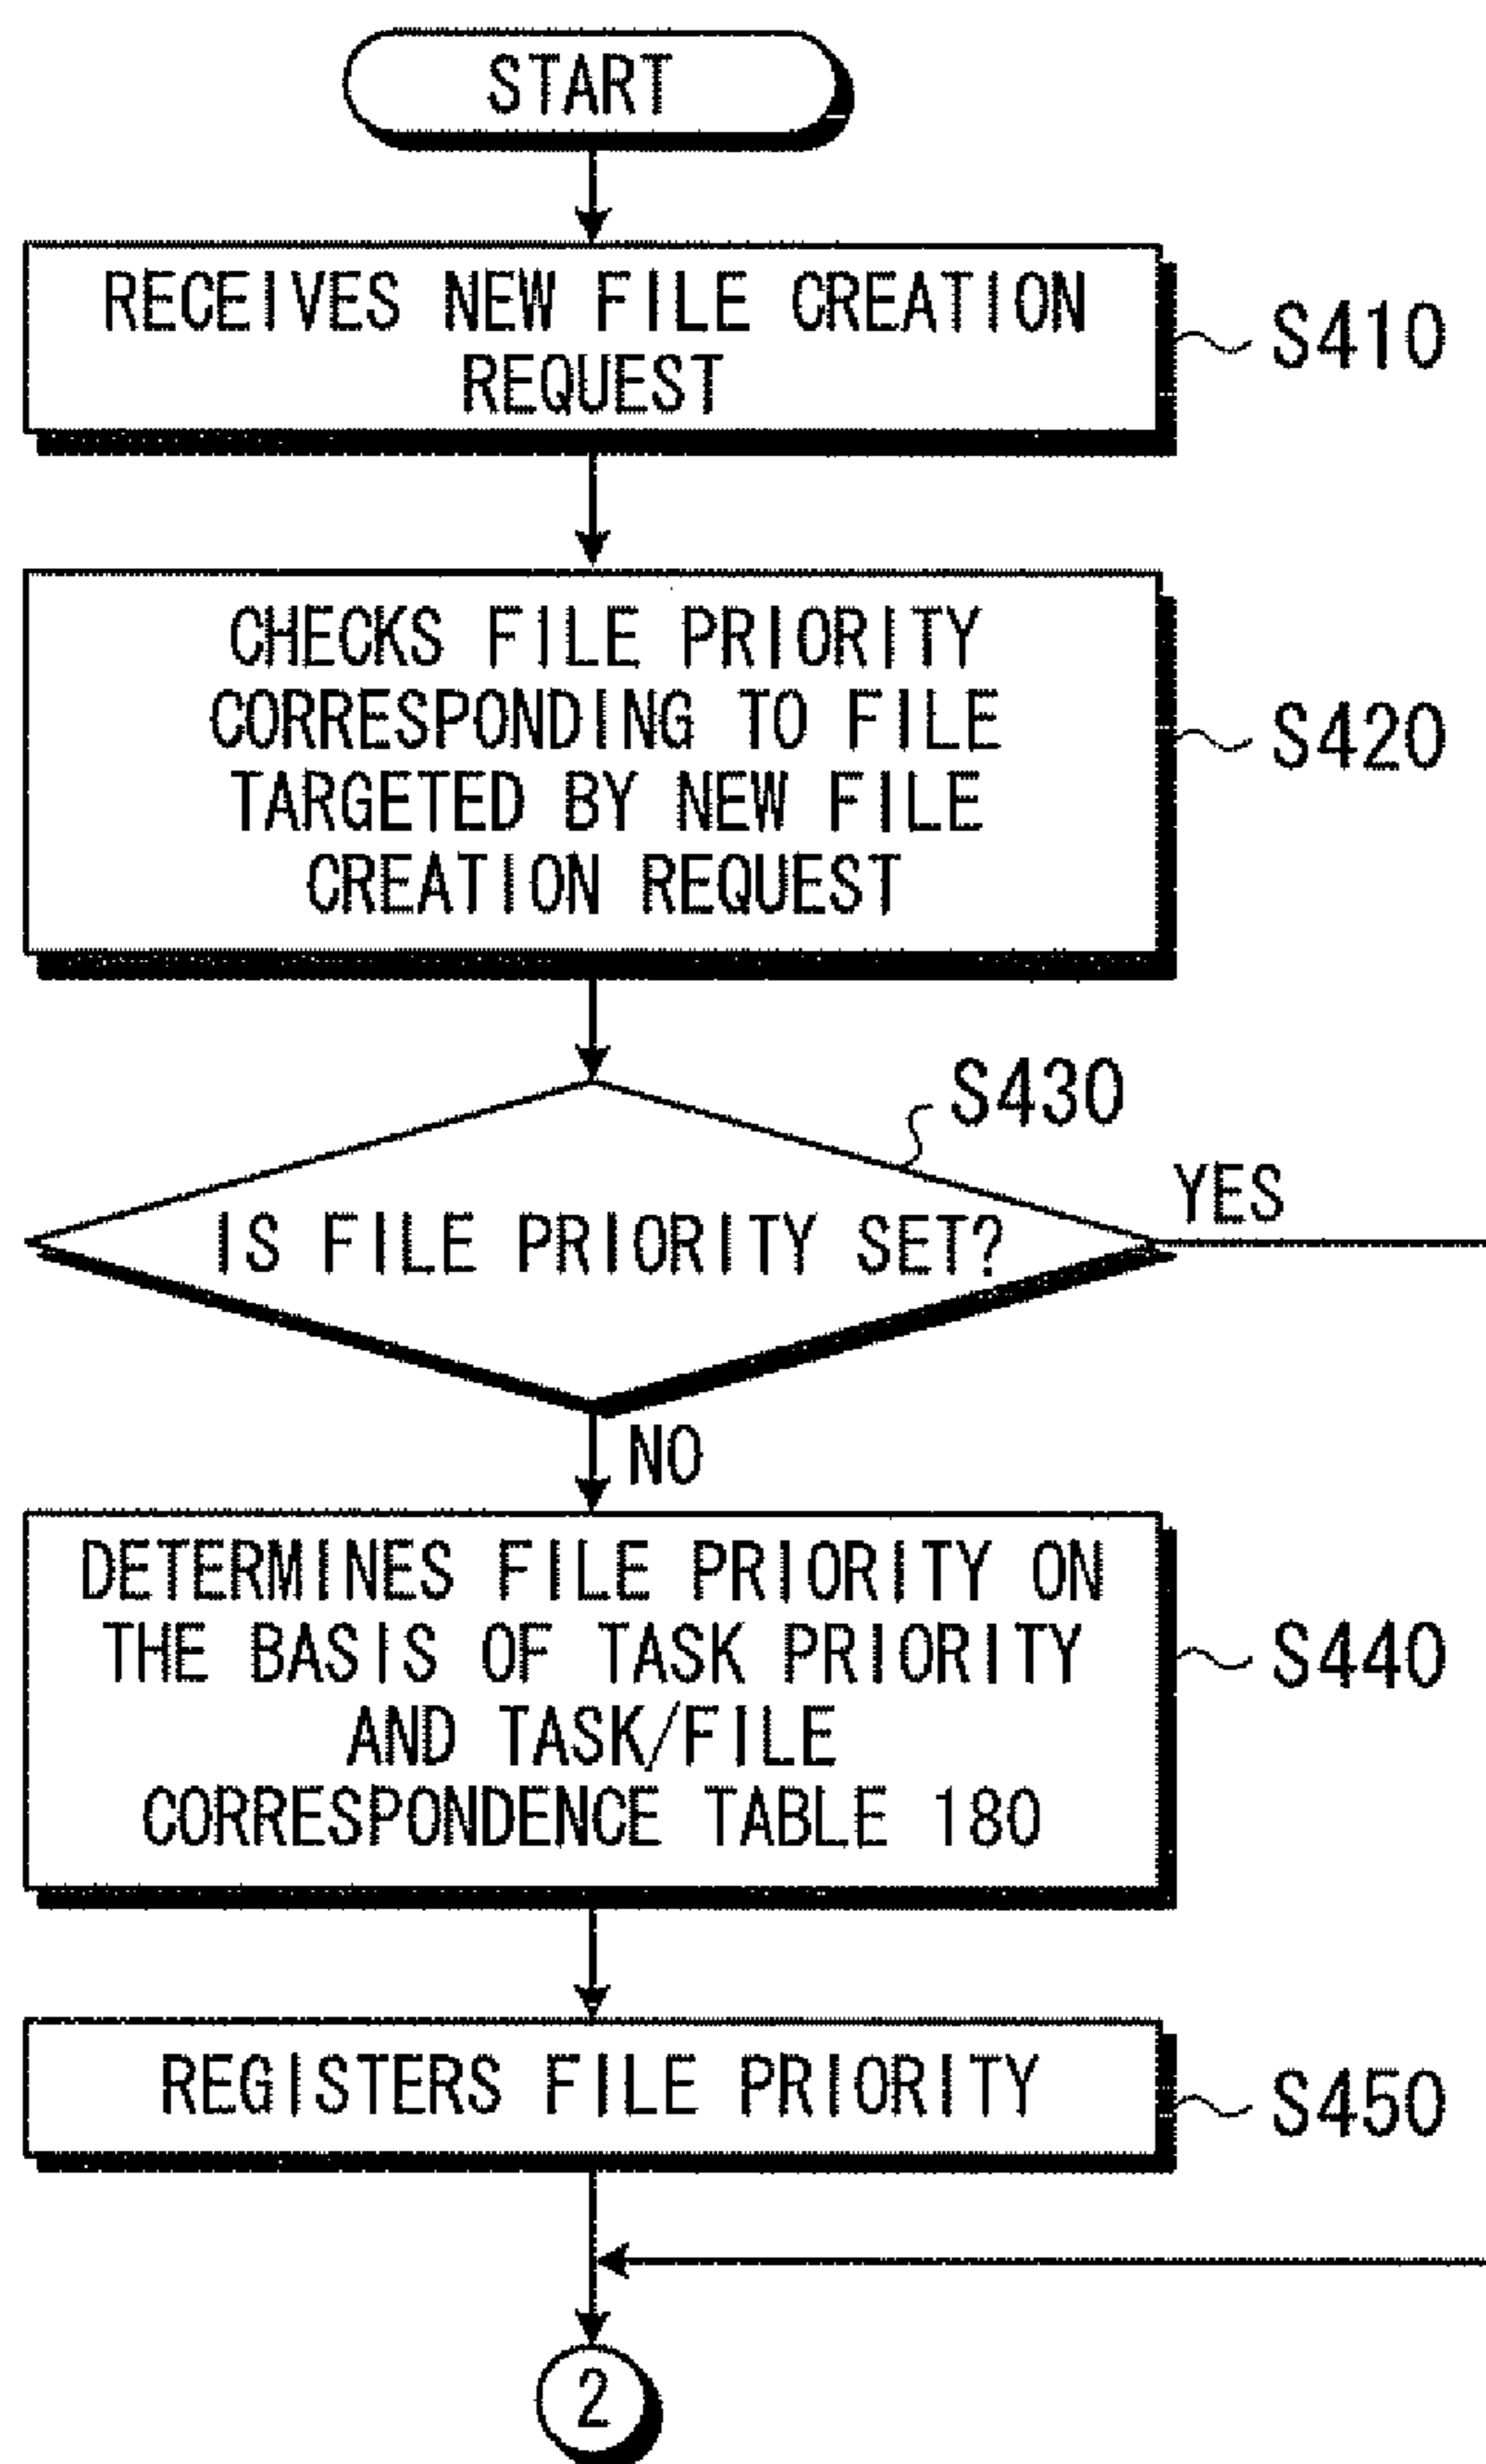 START
RECEIVES NEW FILE CREATION
REQUEST
S410
CHECKS FILE PRIORITY
CORRESPONDING TO FILE
TARGETED BY NEW FILE
CREATION REQUEST
S420
S430
IS FILE PRIORITY SET?
YES
NO
DETERMINES FILE PRIORITY ON
THE BASIS OF TASK PRIORITY
AND TASK/FILE
CORRESPONDENCE TABLE 180
S440
REGISTERS FILE PRIORITY
S450
2